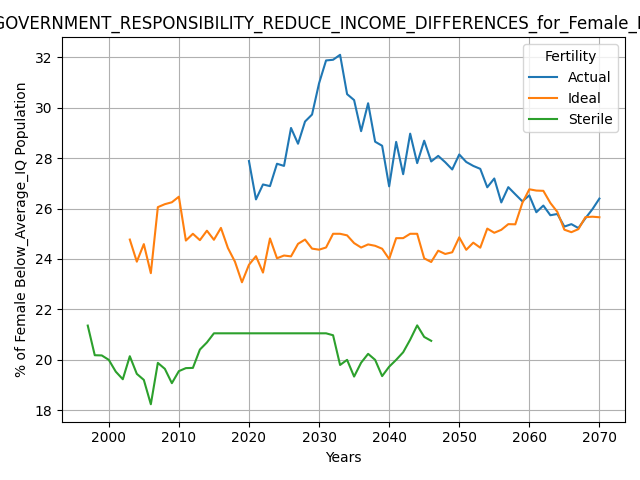 GOVERNMENT_RESPONSIBILITY_REDUCE_INCOME_DIFFERENCES_for_Female_
% of Female Below_Average_IQ Population
32
30
28
26
24
22
20
18
Fertility
Actual
Ideal
Sterile
2000 2010 2020 2030 2040 2050 2060 2070
Years